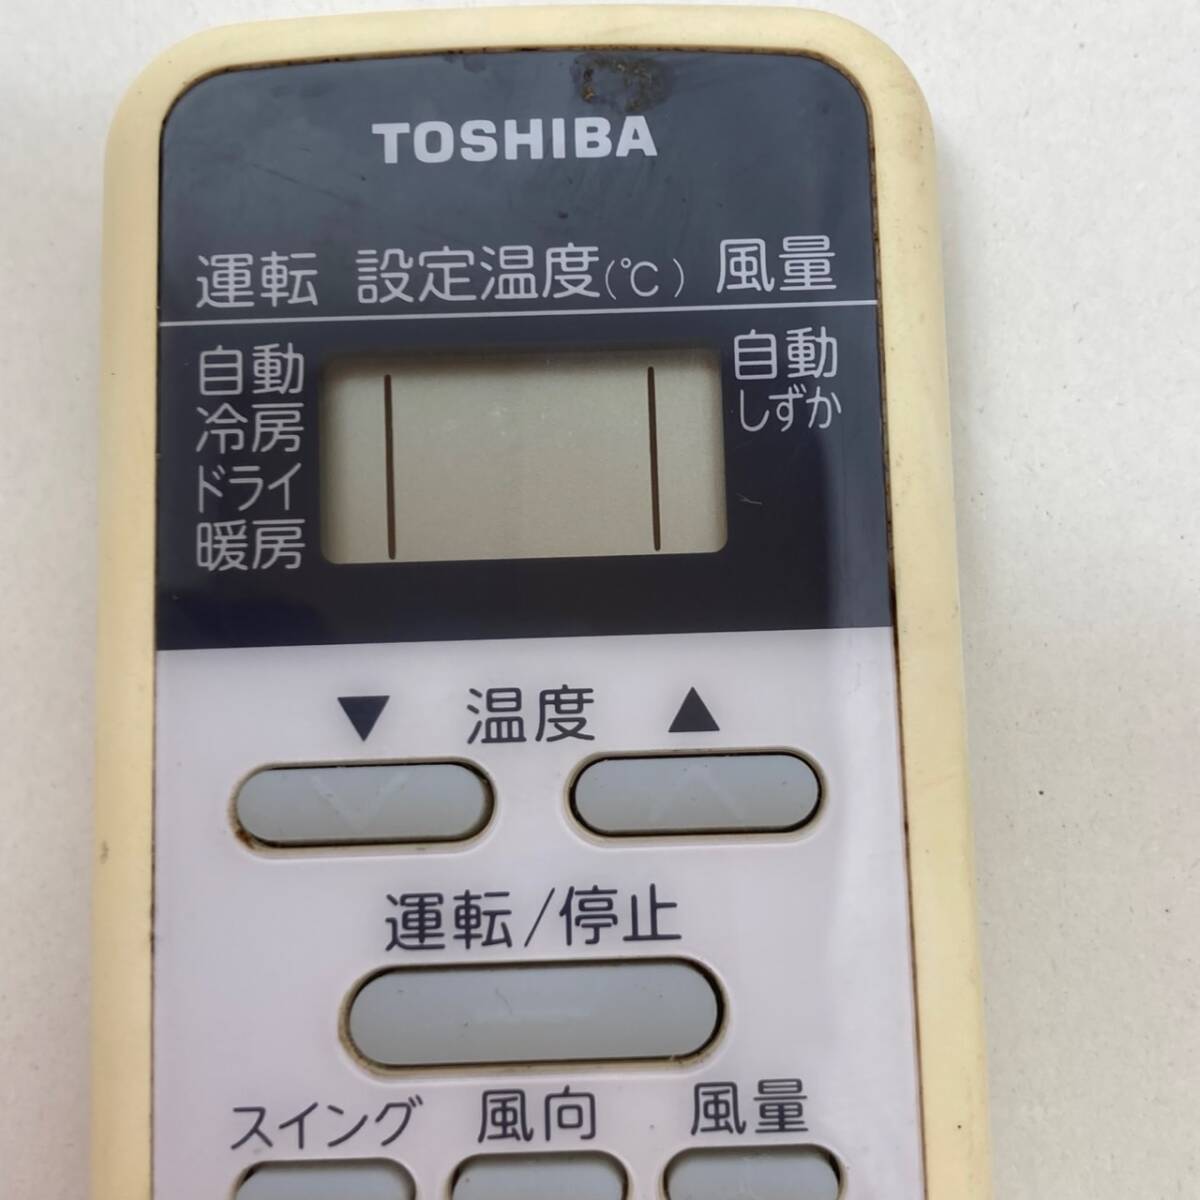 TOSHIBA
運転 設定温度(℃) 風量
自動
冷房
ドライ
暖房
自動
しずか
▼ 温度 ▲
運転/停止
スイング 風向 風量